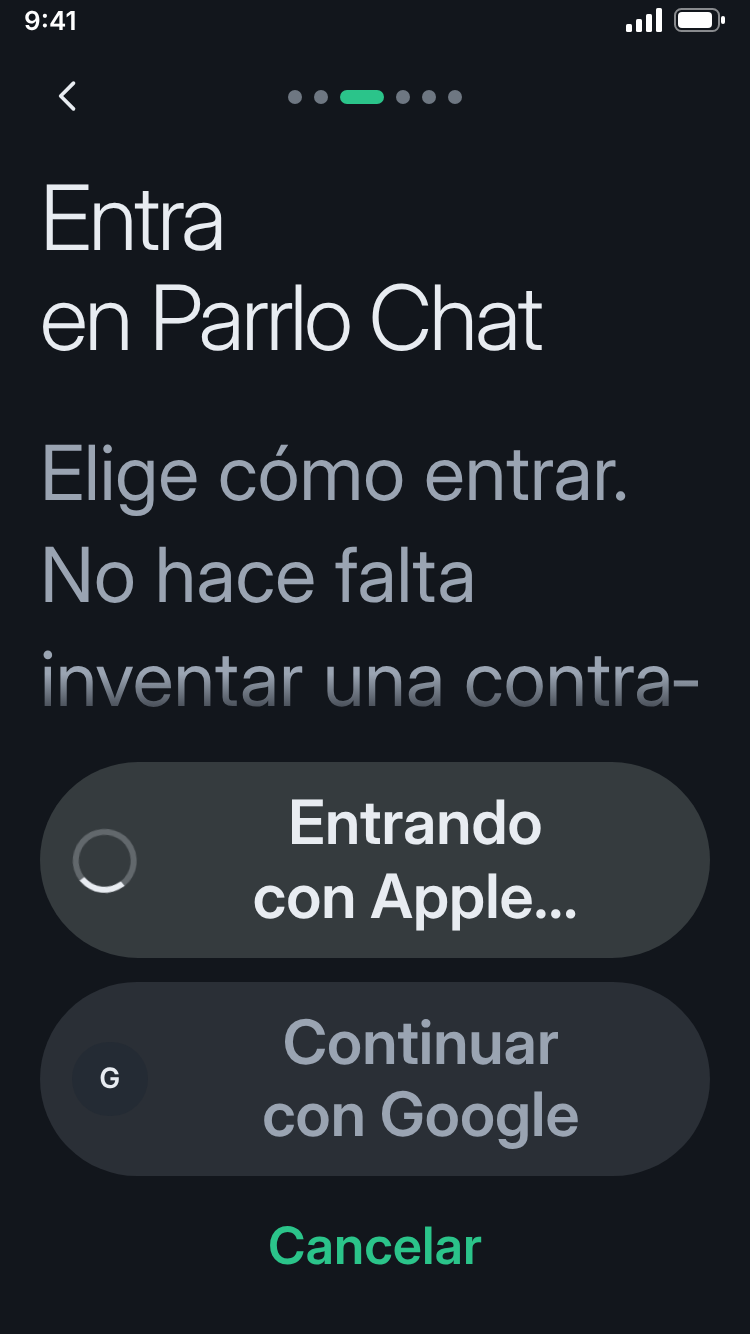 9:41
Entra
en Parrlo Chat
Elige cómo entrar.
No hace falta
inventar una contra-
Entrando
con Apple...
G
Continuar
con Google
Cancelar